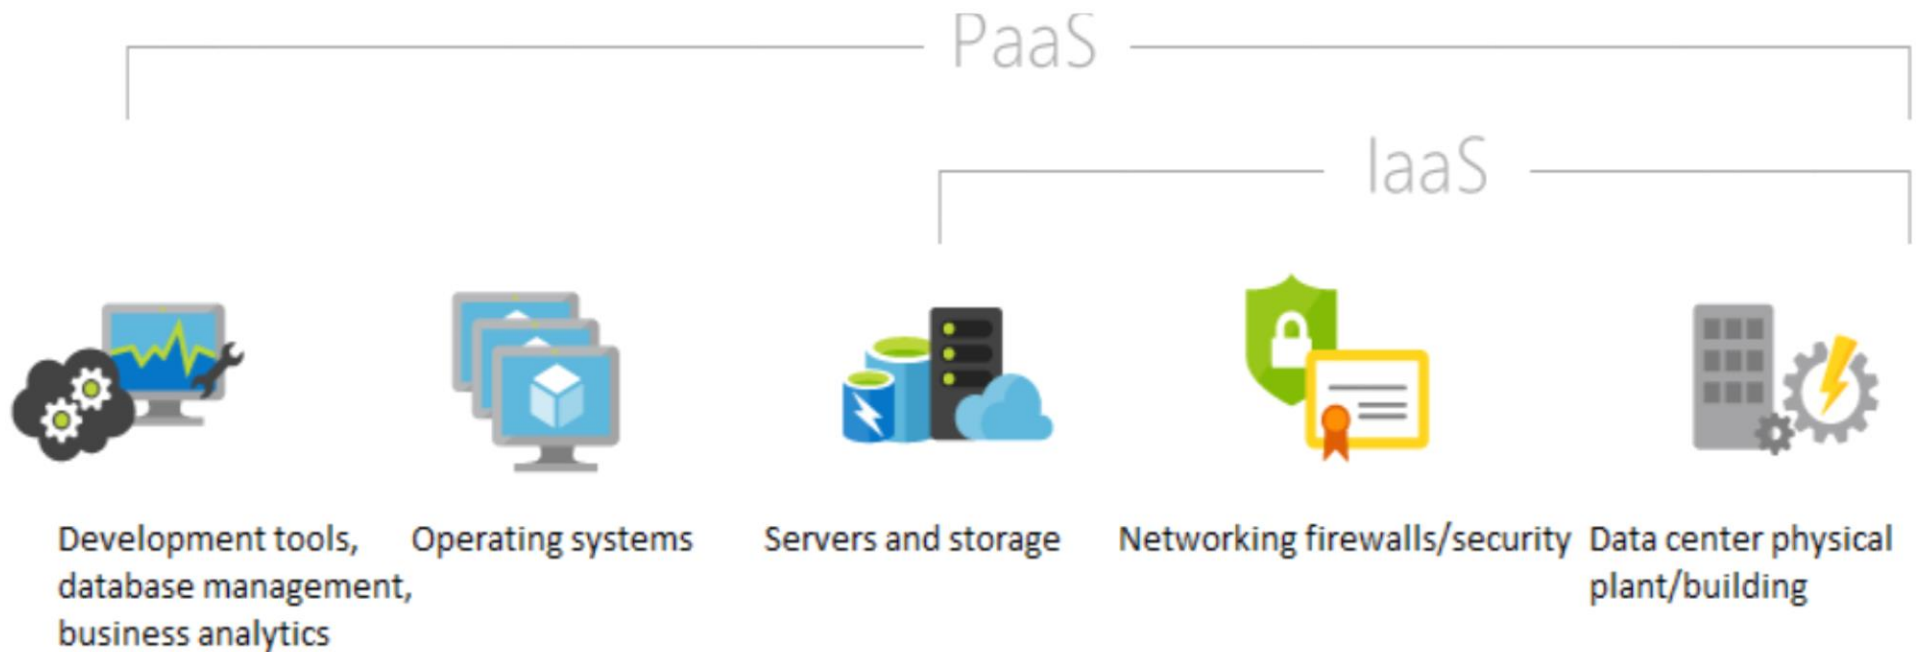 PaaS
IaaS
Development tools,
database management,
business analytics
Operating systems
Servers and storage
Networking firewalls/security
Data center physical
plant/building